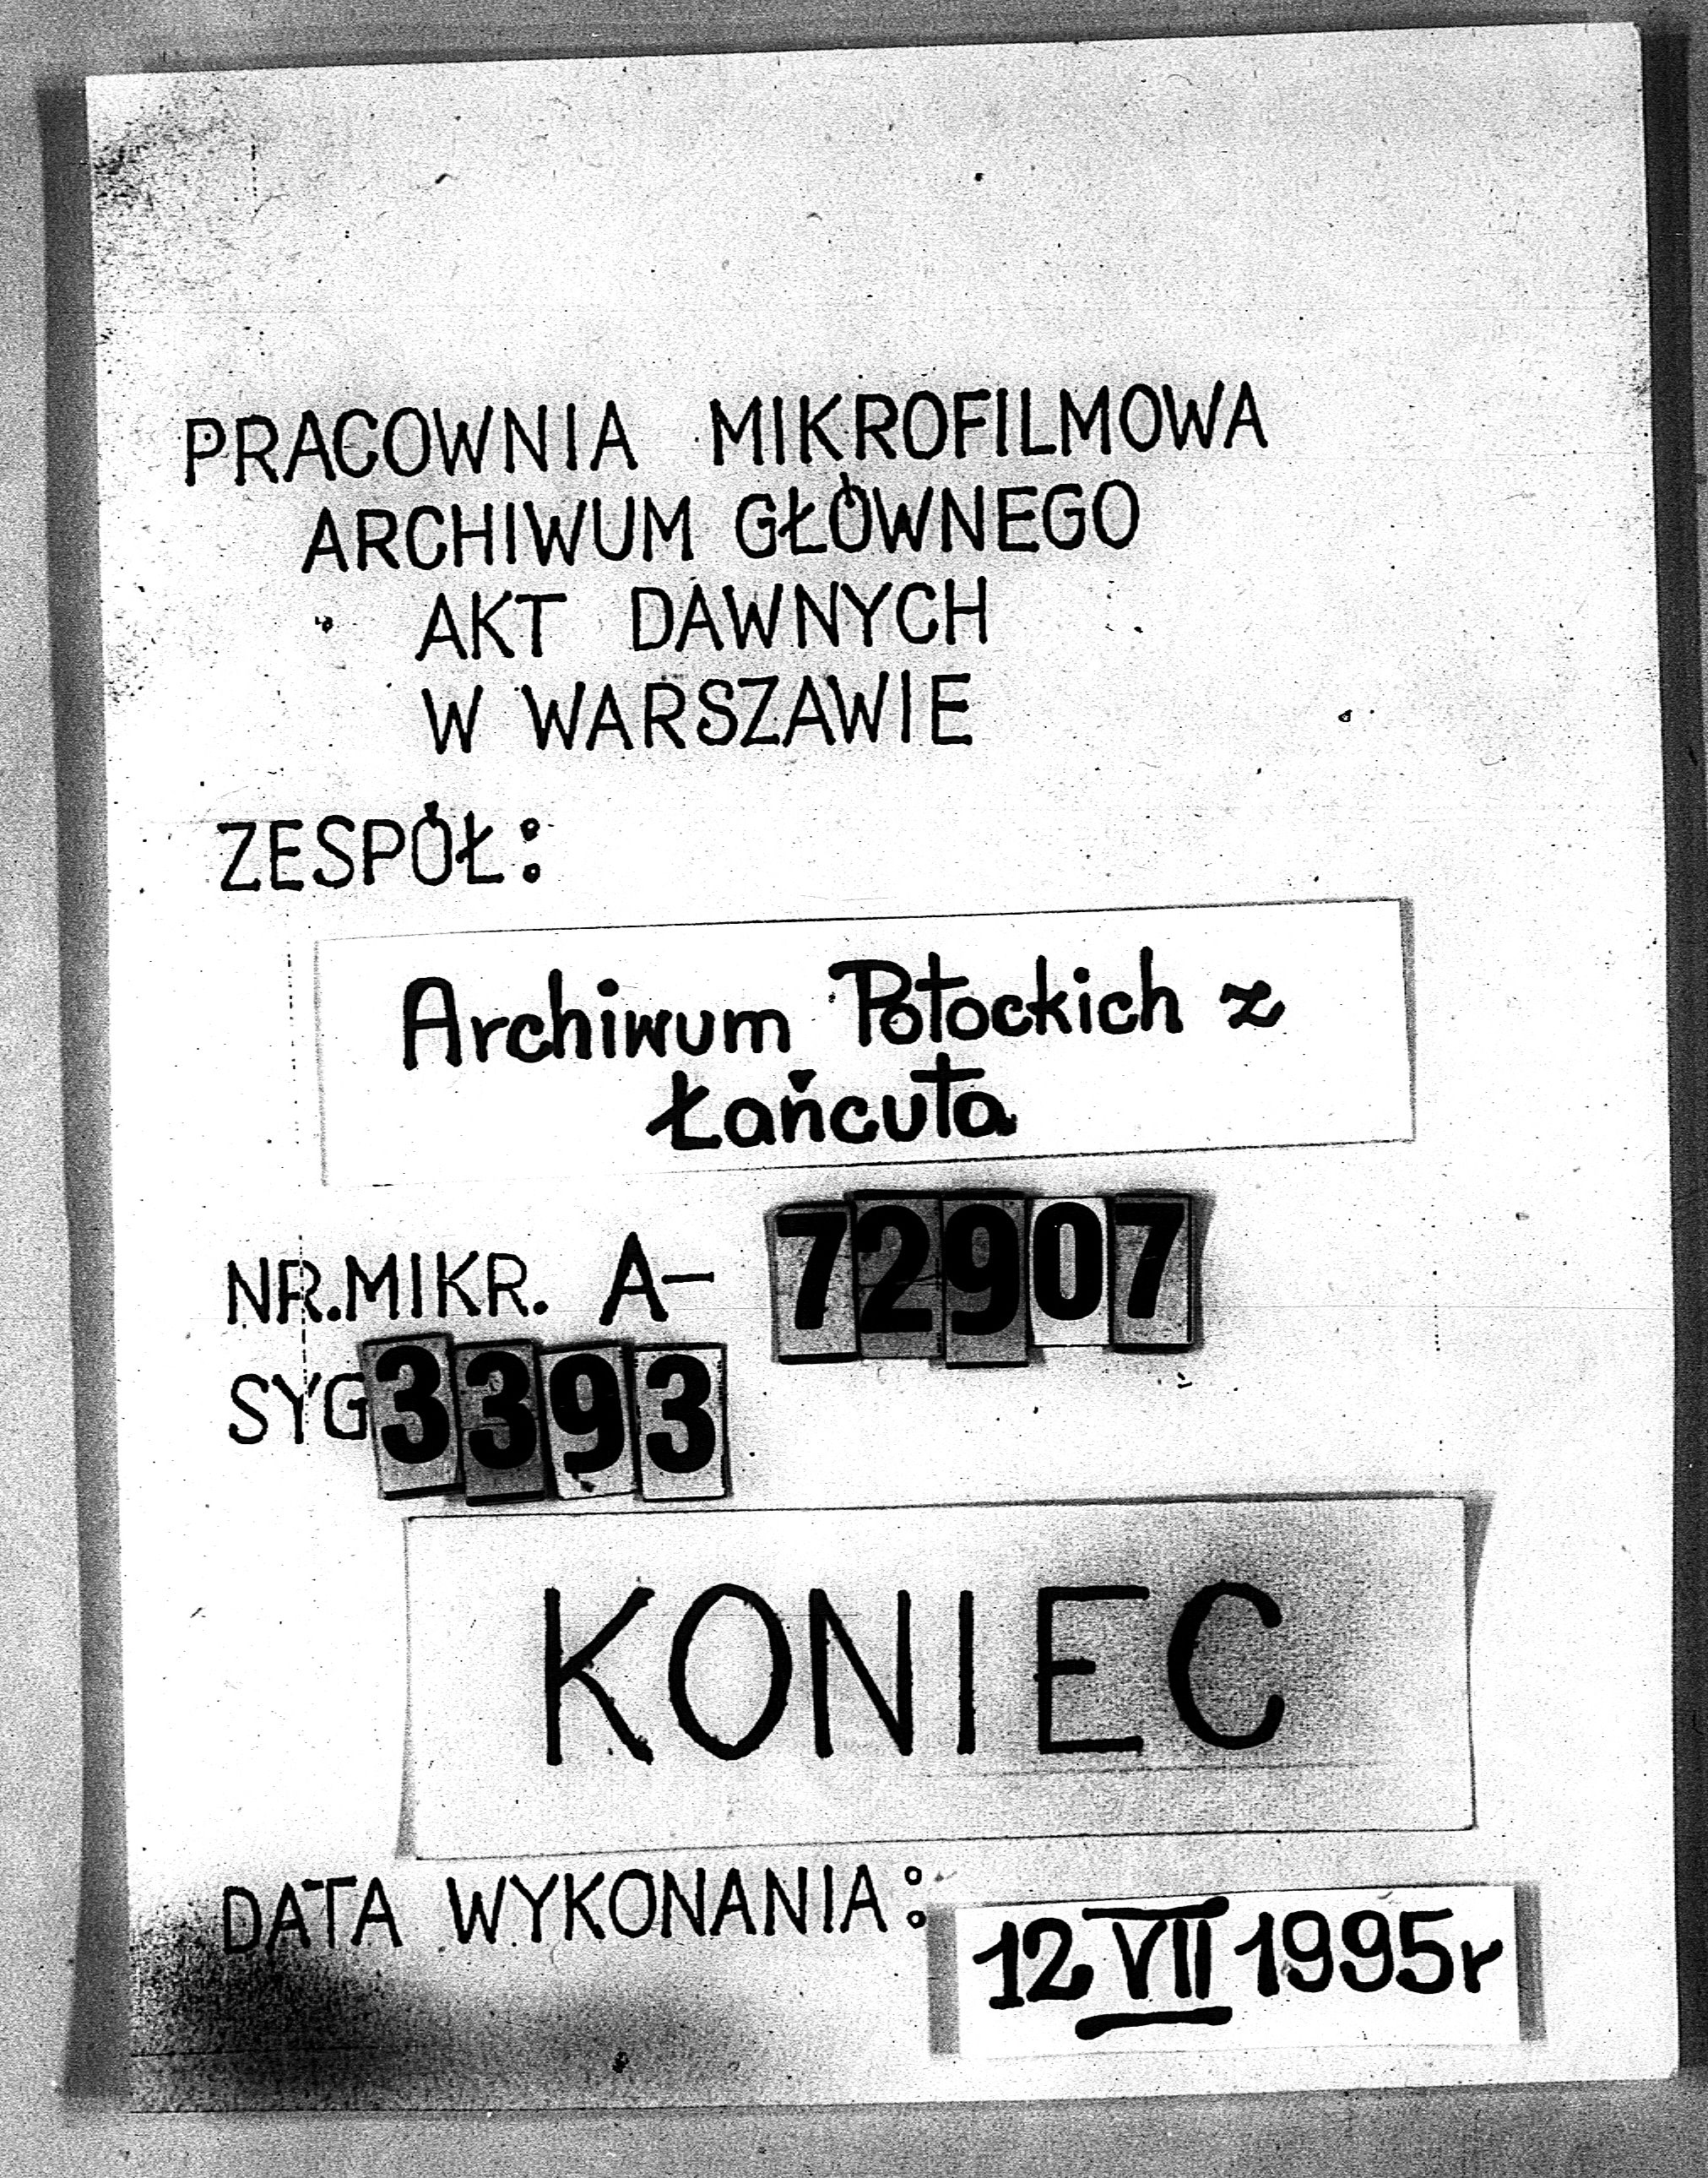 PRACOWNIA MIKROFILMOWA
ARCHIWUM GŁÓWNEGO
AKT DAWNYCH
W WARSZAWIE
ZESPÓŁ:
Archiwum Potockich z
Łańcuta
NR.MIKR. A- 72907
SYG 3393
KONIEC
DATA WYKONANIA: 12 VII 1995r